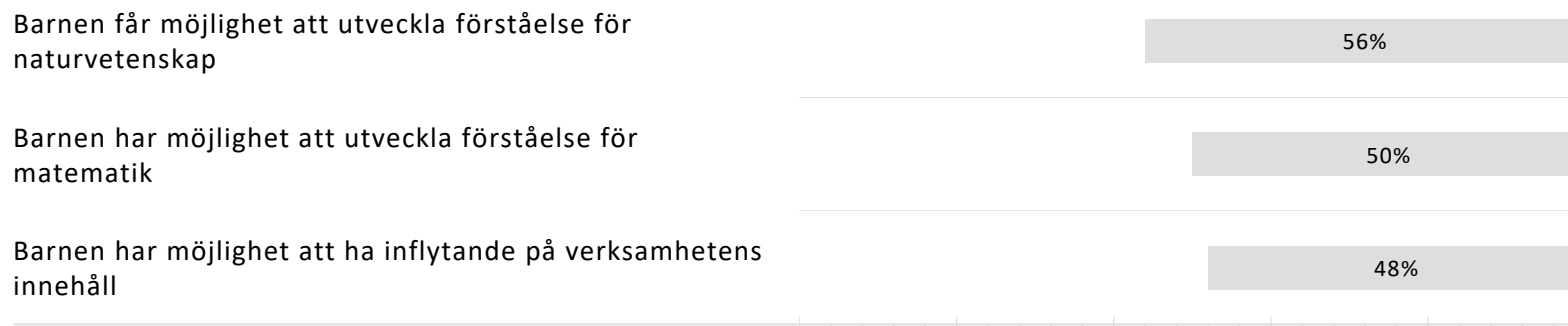 Barnen får möjlighet att utveckla förståelse för
naturvetenskap
56%
Barnen har möjlighet att utveckla förståelse för
matematik
50%
Barnen har möjlighet att ha inflytande på verksamhetens
innehåll
48%